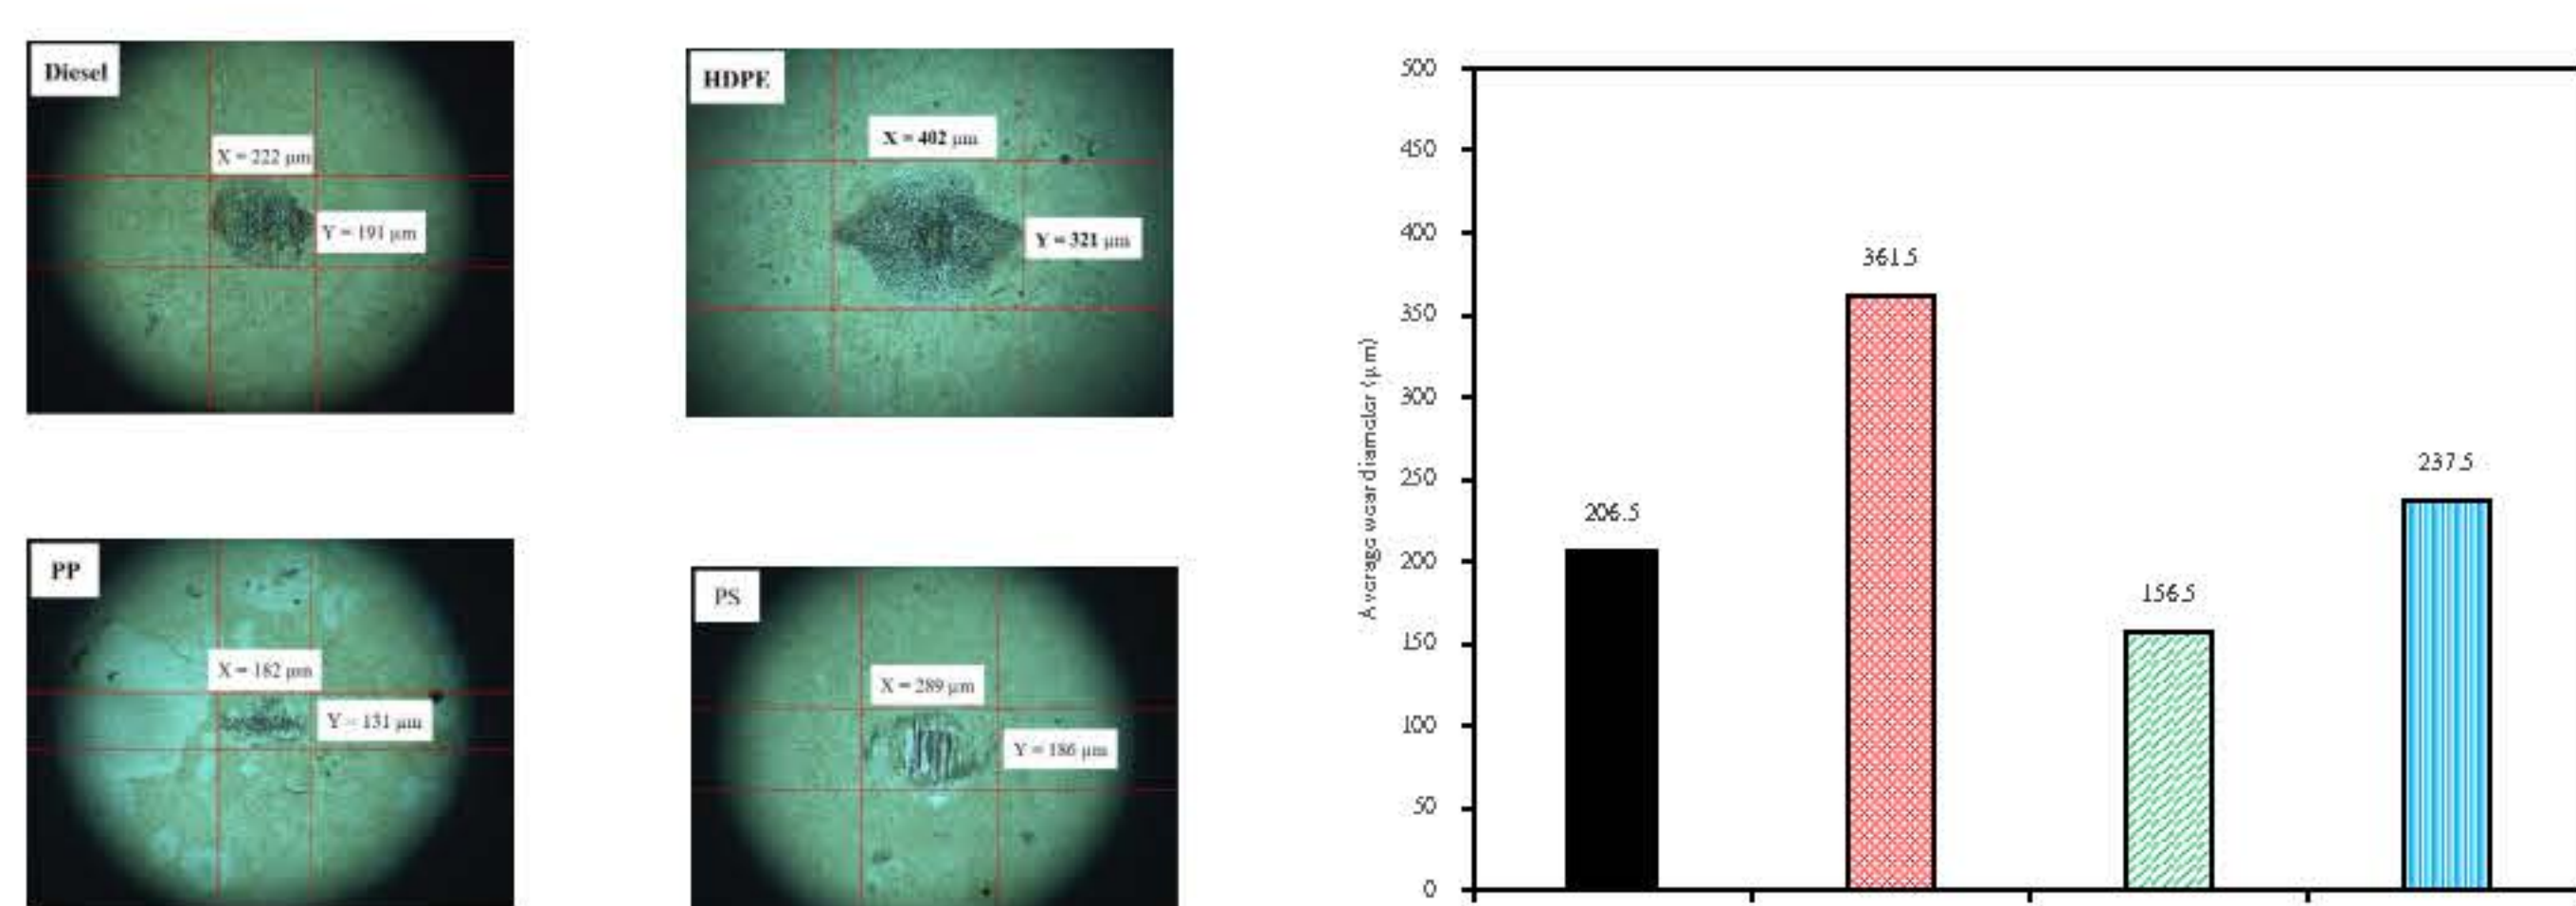 Diesel
X = 222 µm
Y = 191 µm
HDPE
X = 402 µm
Y = 321 µm
PP
X = 182 µm
Y = 131 µm
PS
X = 289 µm
Y = 186 µm
Average wear diameter (µm)
500
450
400
350
300
250
200
150
100
50
0
206.5
361.5
156.5
237.5